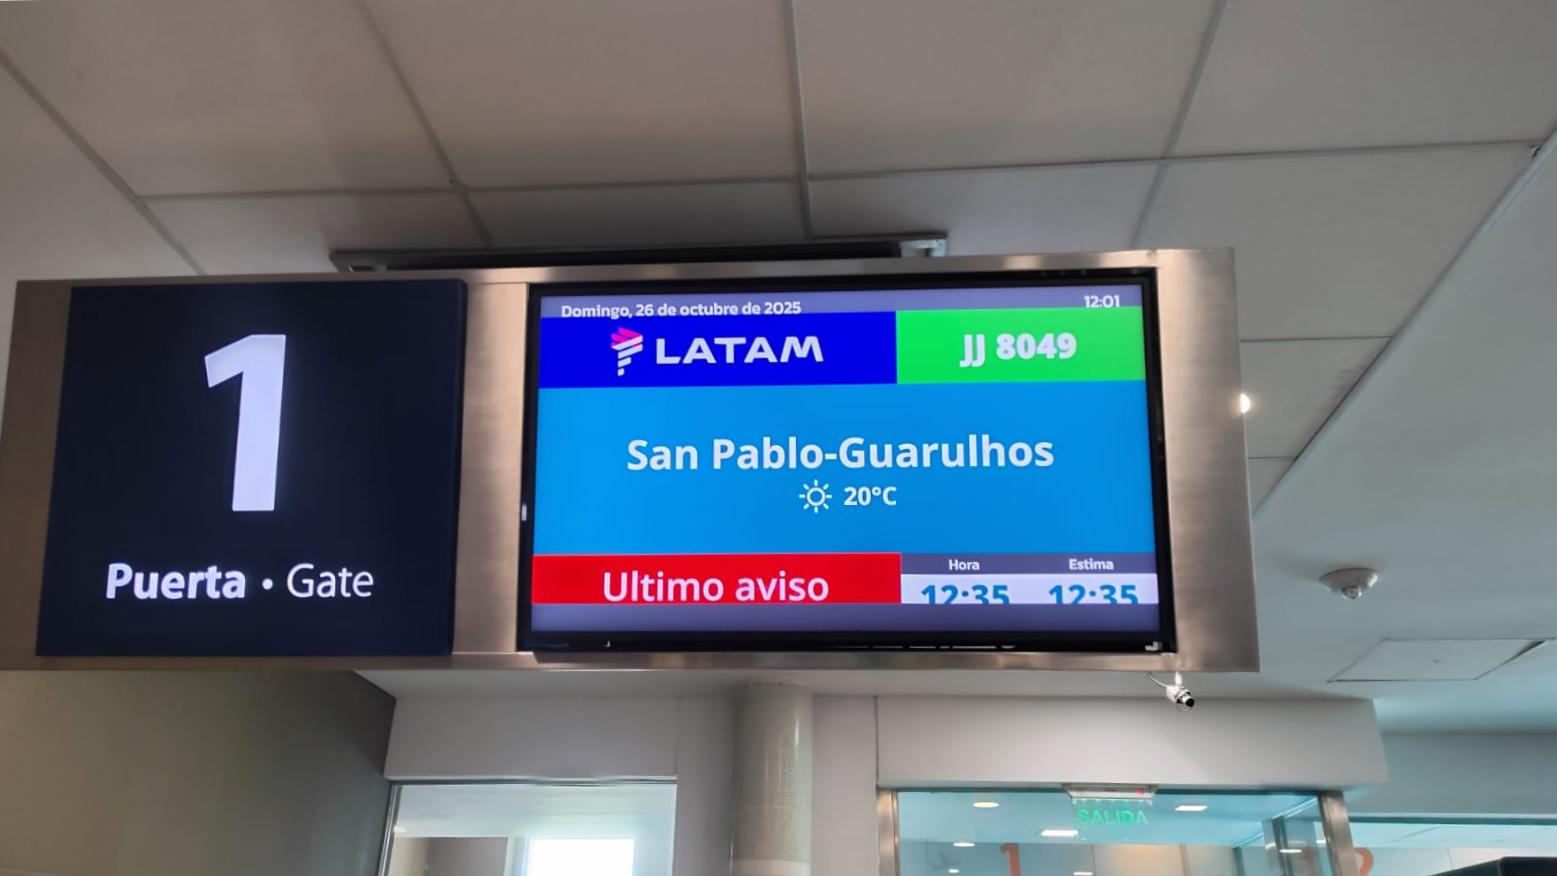 1
Puerta • Gate
Domingo, 26 de octubre de 2025 12:01
LATAM JJ 8049
San Pablo-Guarulhos
20°C
Ultimo aviso
Hora Estima
12:35 12:35
SALIDA
1